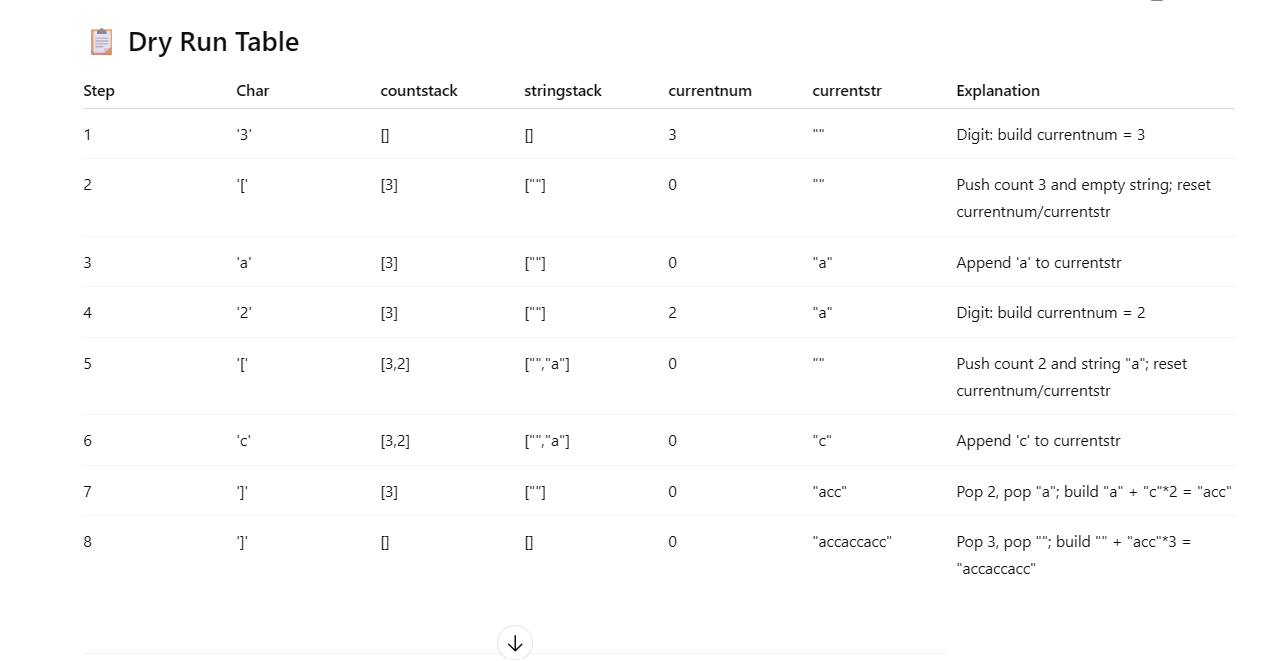 📋 Dry Run Table
Step Char countstack stringstack currentnum currentstr Explanation
1 '3' [] [] 3 "" Digit: build currentnum = 3
2 '[' [3] [""] 0 "" Push count 3 and empty string; reset
currentnum/currentstr
3 'a' [3] [""] 0 "a" Append 'a' to currentstr
4 '2' [3] [""] 2 "a" Digit: build currentnum = 2
5 '[' [3,2] ["","a"] 0 "" Push count 2 and string "a"; reset
currentnum/currentstr
6 'c' [3,2] ["","a"] 0 "c" Append 'c' to currentstr
7 ']' [3] [""] 0 "acc" Pop 2, pop "a"; build "a" + "c"*2 = "acc"
8 ']' [] [] 0 "accaccacc" Pop 3, pop ""; build "" + "acc"*3 =
"accaccacc"